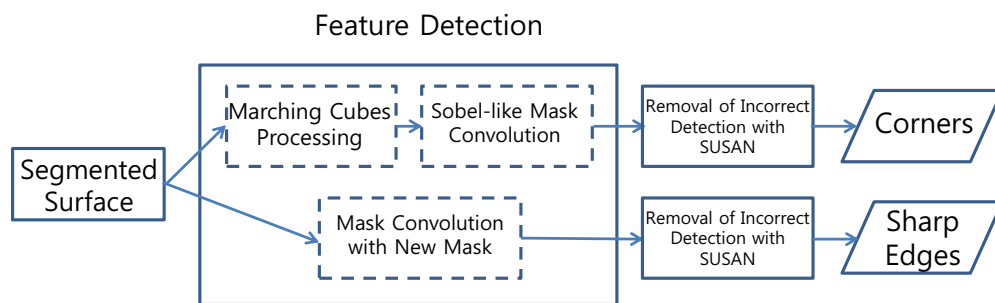 Feature Detection
Marching Cubes
Processing
Sobel-like Mask
Convolution
Removal of Incorrect
Detection with
SUSAN
Corners
Segmented
Surface
Mask Convolution
with New Mask
Removal of Incorrect
Detection with
SUSAN
Sharp
Edges